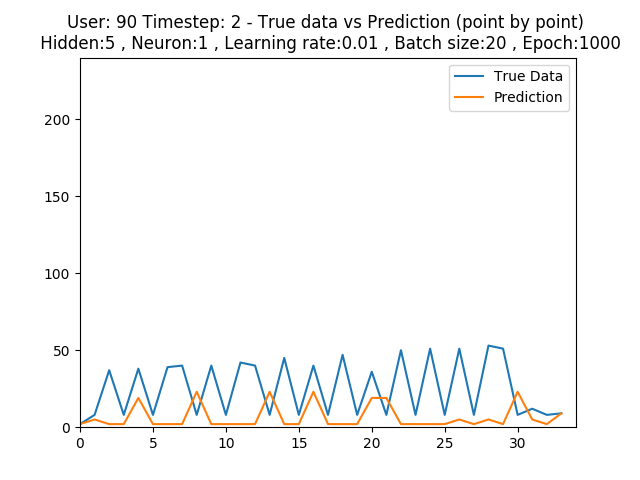 User: 90 Timestep: 2 - True data vs Prediction (point by point)
Hidden:5 , Neuron:1 , Learning rate:0.01 , Batch size:20 , Epoch:1000
True Data
Prediction
200
150
100
50
0
0 5 10 15 20 25 30